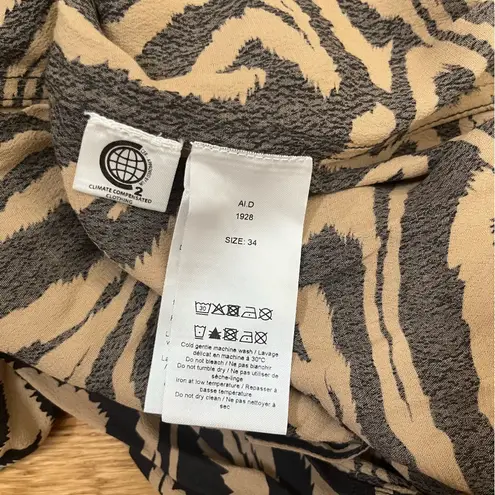 CLIMATE COMPENSATED
CLOTHING
2
AI.D
1928
SIZE: 34
30
Cold gentle machine wash / Lavage
délicat en machine à 30°C
Do not bleach / Ne pas blanchir
Do not tumble dry / Ne pas utiliser de
sèche-linge
Iron at low temperature / Repasser à
basse température
Do not dry clean / Ne pas nettoyer à
sec